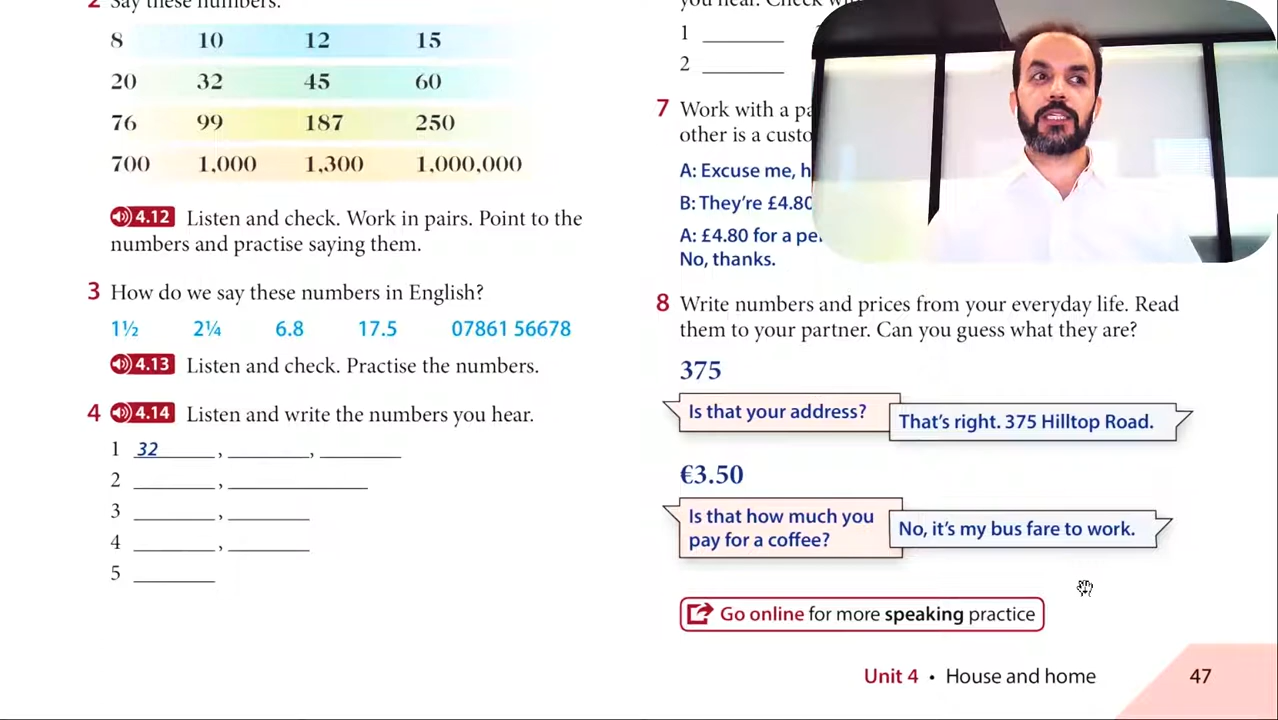 2 Say these numbers.
8 10 12 15
20 32 45 60
76 99 187 250
700 1,000 1,300 1,000,000
4.12 Listen and check. Work in pairs. Point to the
numbers and practise saying them.
3 How do we say these numbers in English?
1½ 2¼ 6.8 17.5 07861 56678
4.13 Listen and check. Practise the numbers.
4 4.14 Listen and write the numbers you hear.
1 32 , ,
2 ,
3 ,
4 ,
5
you hear. Check
1
2
7 Work with a
other is a
A: Excuse me,
B: They're £4.80
A: £4.80 for a
No, thanks.
8 Write numbers and prices from your everyday life. Read
them to your partner. Can you guess what they are?
375
Is that your address?
That's right. 375 Hilltop Road.
€3.50
Is that how much you
pay for a coffee?
No, it's my bus fare to work.
Go online for more speaking practice
Unit 4 • House and home 47